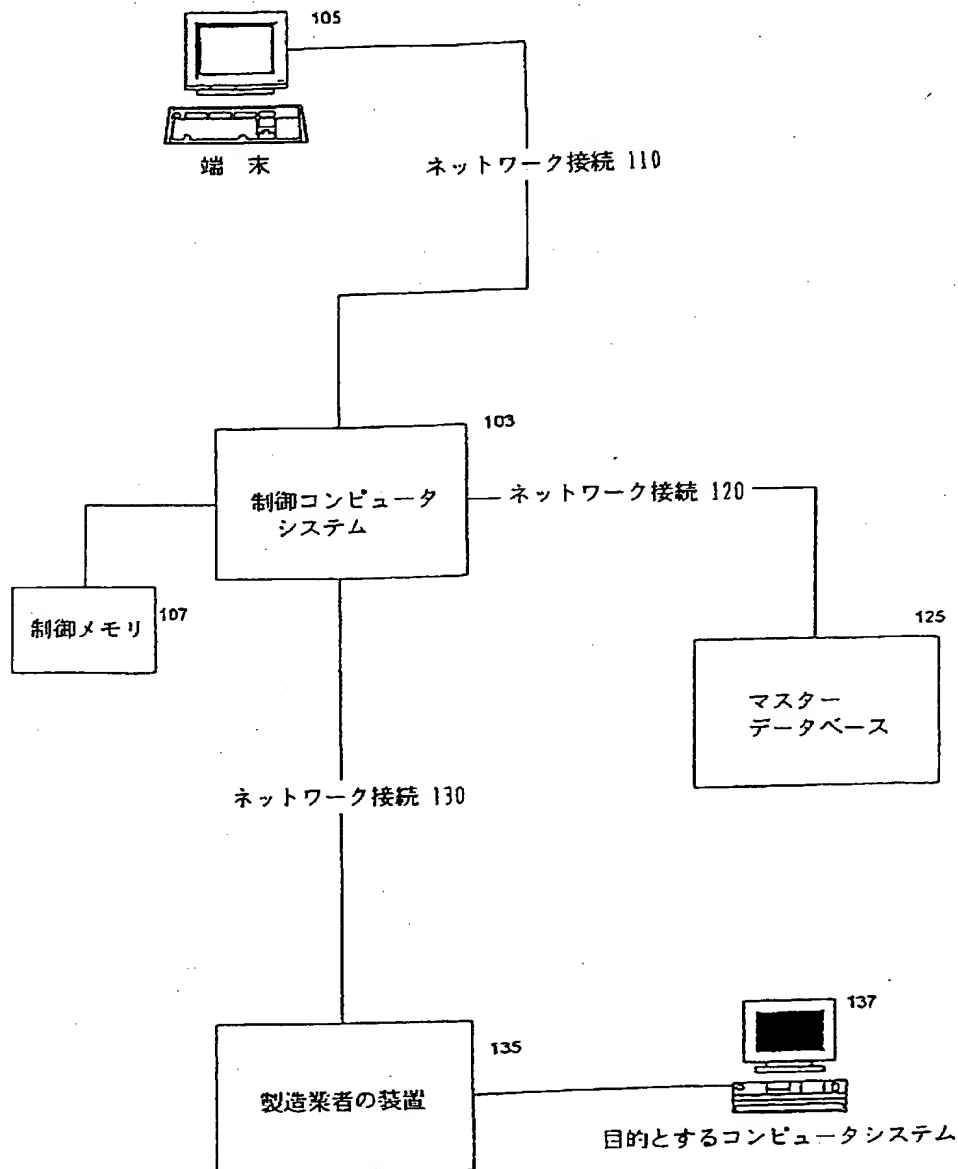 105
端 末
ネットワーク接続 110
103
制御コンピュータ
システム
ネットワーク接続 120
制御メモリ
107
125
マスター
データベース
ネットワーク接続 130
137
135
製造業者の装置
目的とするコンピュータシステム